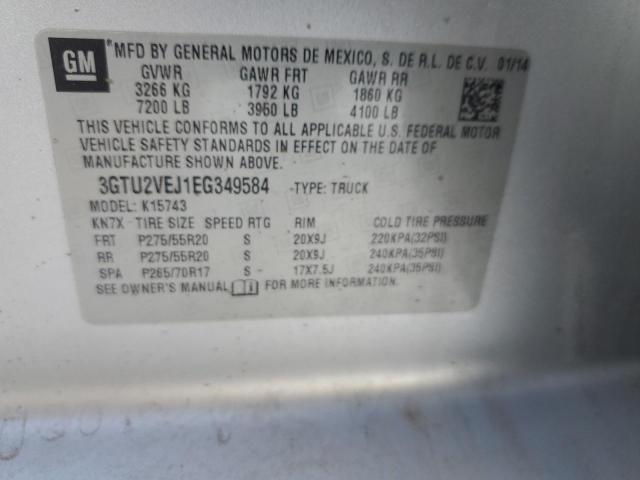 GM MFD BY GENERAL MOTORS DE MEXICO, S. DE R.L. DE C.V. 01/14
GVWR GAWR FRT GAWR RR
3266 KG 1792 KG 1860 KG
7200 LB 3950 LB 4100 LB
THIS VEHICLE CONFORMS TO ALL APPLICABLE U.S. FEDERAL MOTOR
VEHICLE SAFETY STANDARDS IN EFFECT ON THE DATE OF
MANUFACTURE SHOWN ABOVE.
3GTU2VEJ1EG349584 TYPE: TRUCK
MODEL: K15743
KN7X TIRE SIZE SPEED RTG RIM COLD TIRE PRESSURE
FRT P275/55R20 S 20X9J 220KPA(32PSI)
RR P275/55R20 S 20X9J 240KPA(35PSI)
SPA P265/70R17 S 17X7.5J 240KPA(35PSI)
SEE OWNER'S MANUAL FOR MORE INFORMATION.